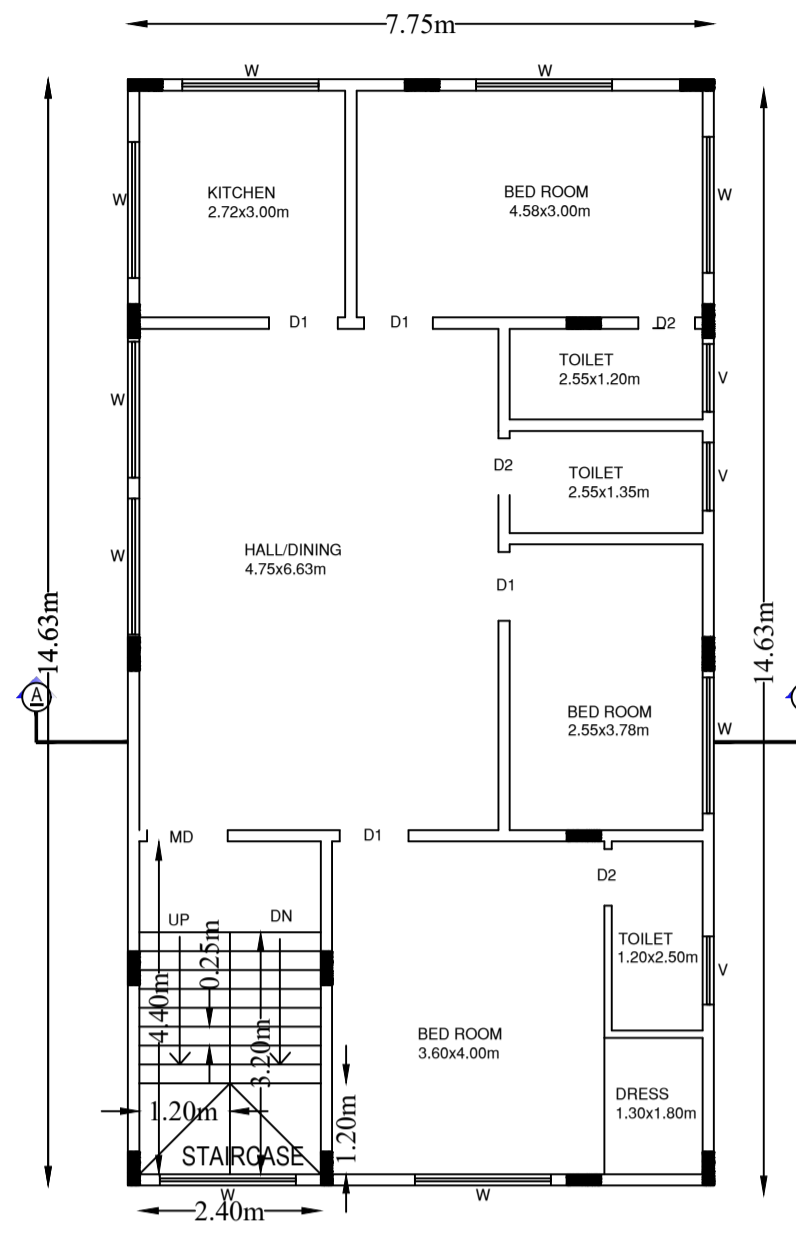 7.75m
W
W
KITCHEN
2.72x3.00m
BED ROOM
4.58x3.00m
W
W
D1
D1
D2
TOILET
2.55x1.20m
V
W
D2
TOILET
2.55x1.35m
V
HALL/DINING
4.75x6.63m
W
D1
14.63m
14.63m
A
BED ROOM
2.55x3.78m
W
MD
D1
D2
UP
DN
0.25m
4.40m
3.20m
TOILET
1.20x2.50m
V
BED ROOM
3.60x4.00m
DRESS
1.30x1.80m
1.20m
1.20m
STAIRCASE
W
W
2.40m